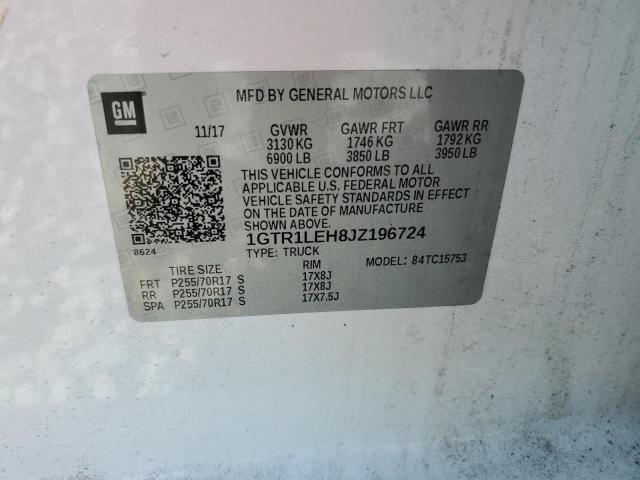 GM
MFD BY GENERAL MOTORS LLC
11/17 GVWR GAWR FRT GAWR RR
3130 KG 1746 KG 1792 KG
6900 LB 3850 LB 3950 LB
THIS VEHICLE CONFORMS TO ALL
APPLICABLE U.S. FEDERAL MOTOR
VEHICLE SAFETY STANDARDS IN EFFECT
ON THE DATE OF MANUFACTURE
SHOWN ABOVE.
8624
1GTR1LEH8JZ196724
TYPE: TRUCK MODEL: 84TC15753
TIRE SIZE RIM
FRT P255/70R17 S 17X8J
RR P255/70R17 S 17X8J
SPA P255/70R17 S 17X7.5J